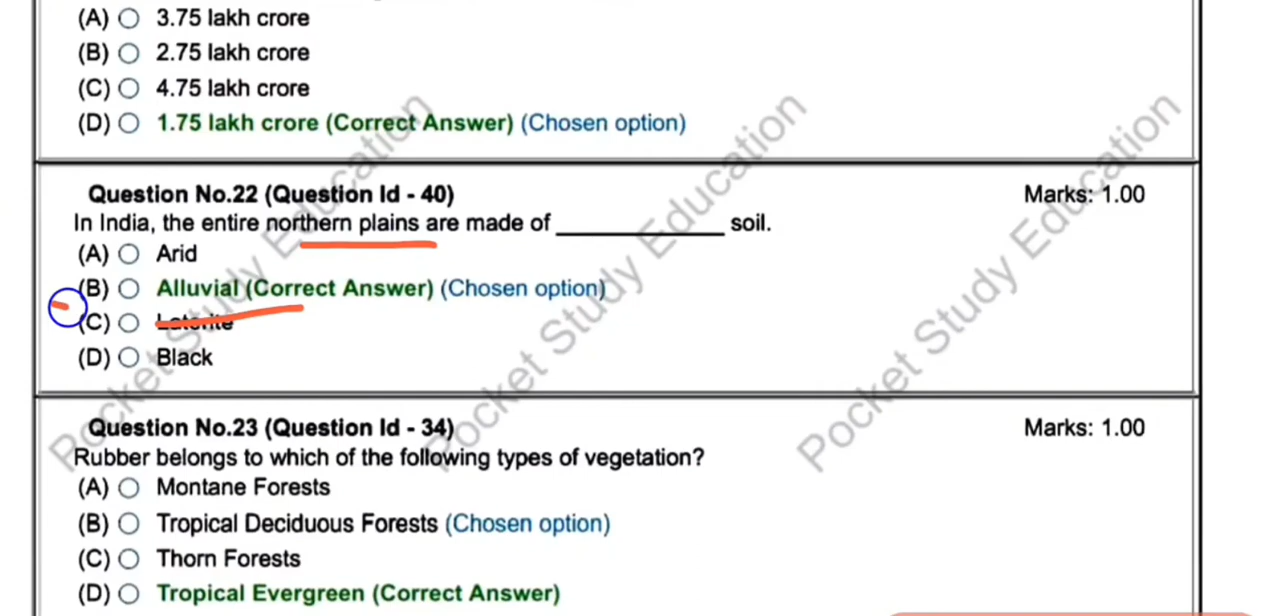 (A) 3.75 lakh crore
(B) 2.75 lakh crore
(C) 4.75 lakh crore
(D) 1.75 lakh crore (Correct Answer) (Chosen option)
Question No.22 (Question Id - 40) Marks: 1.00
In India, the entire northern plains are made of ____________ soil.
(A) Arid
(B) Alluvial (Correct Answer) (Chosen option)
(C) Laterite
(D) Black
Question No.23 (Question Id - 34) Marks: 1.00
Rubber belongs to which of the following types of vegetation?
(A) Montane Forests
(B) Tropical Deciduous Forests (Chosen option)
(C) Thorn Forests
(D) Tropical Evergreen (Correct Answer)
Pocket Study Education
Pocket Study Education
Pocket Study Education